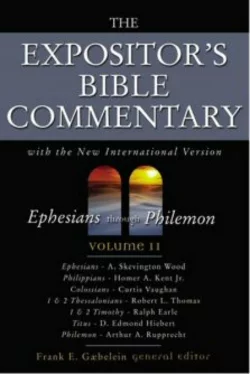 THE
EXPOSITOR'S
BIBLE
COMMENTARY
with the New International Version
Ephesians through Philemon
VOLUME 11
Ephesians - A. Skevington Wood
Philippians - Homer A. Kent Jr.
Colossians - Curtis Vaughan
1 & 2 Thessalonians - Robert L. Thomas
1 & 2 Timothy - Ralph Earle
Titus - D. Edmond Hiebert
Philemon - Arthur A. Rupprecht
Frank E. Gæbelein general editor